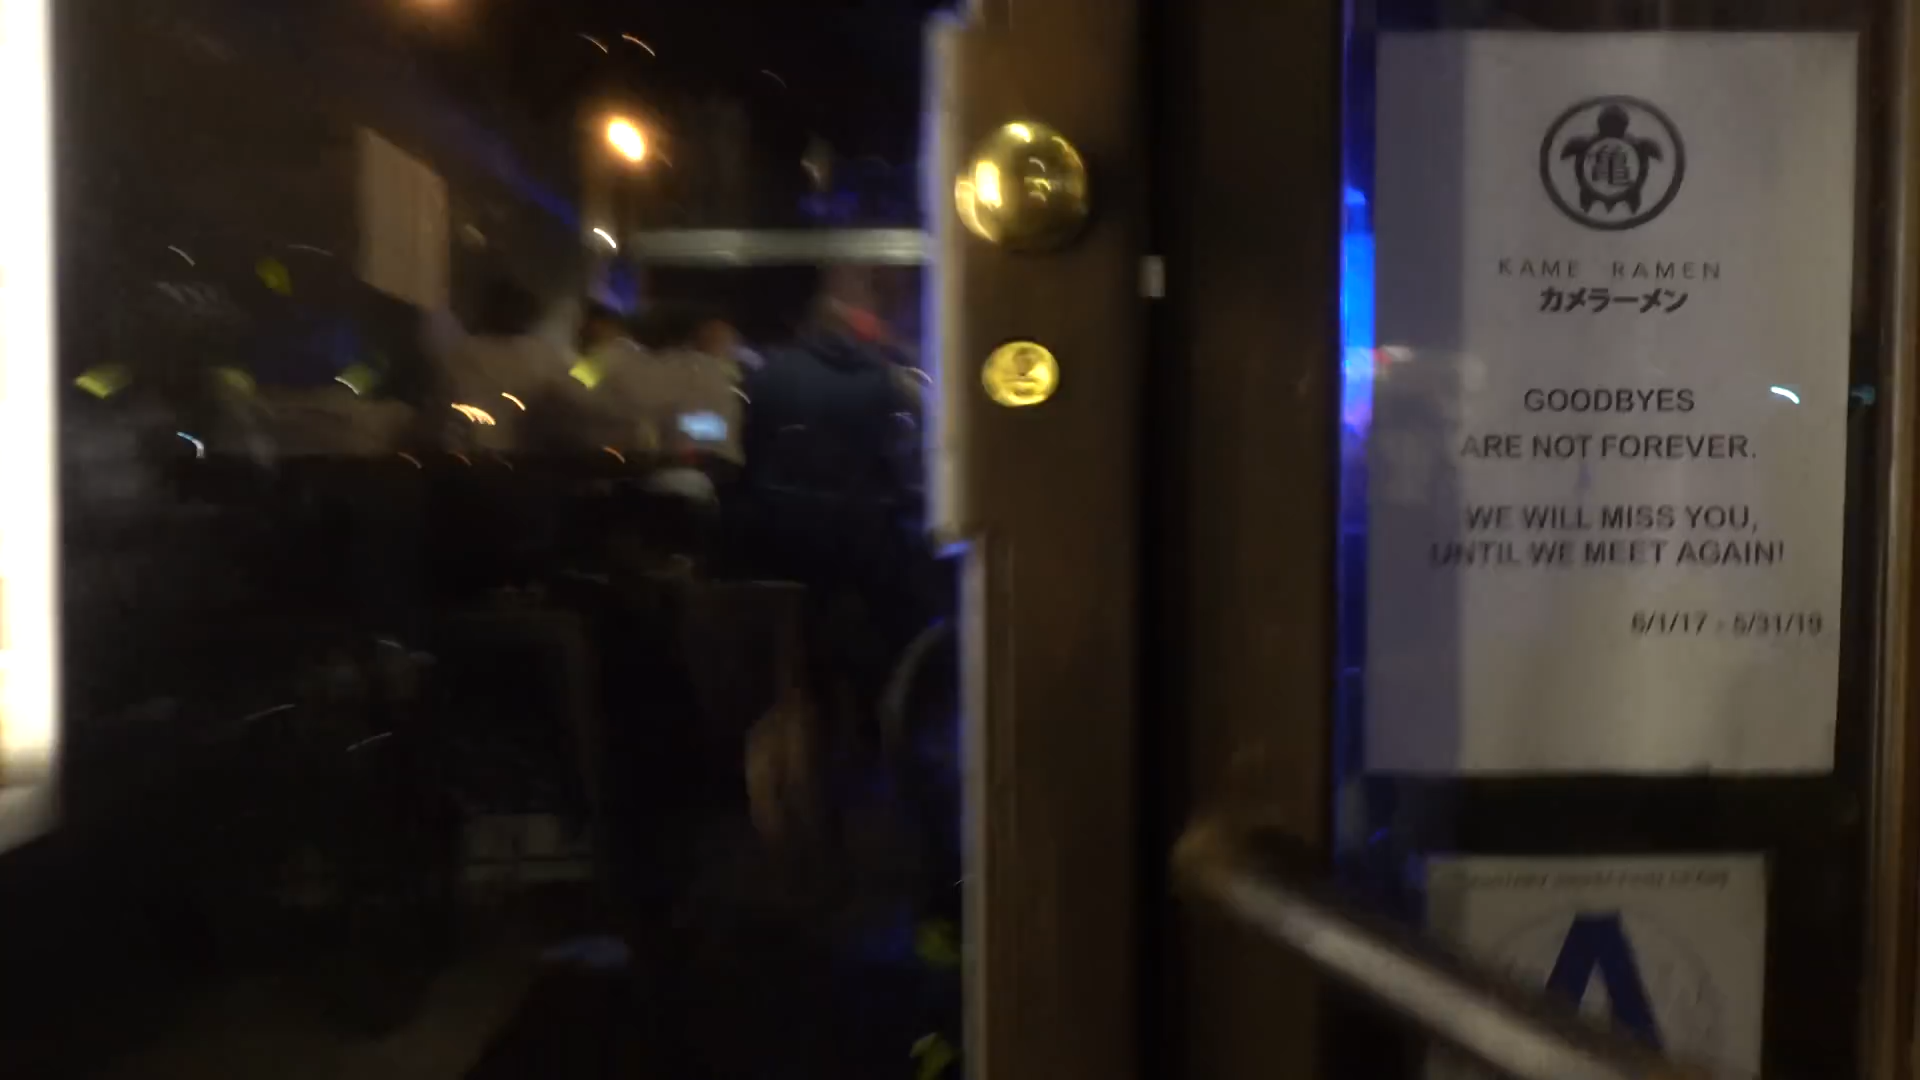 亀
KAME RAMEN
カメラーメン
GOODBYES
ARE NOT FOREVER.
WE WILL MISS YOU,
UNTIL WE MEET AGAIN!
6/1/17 - 5/31/19
A